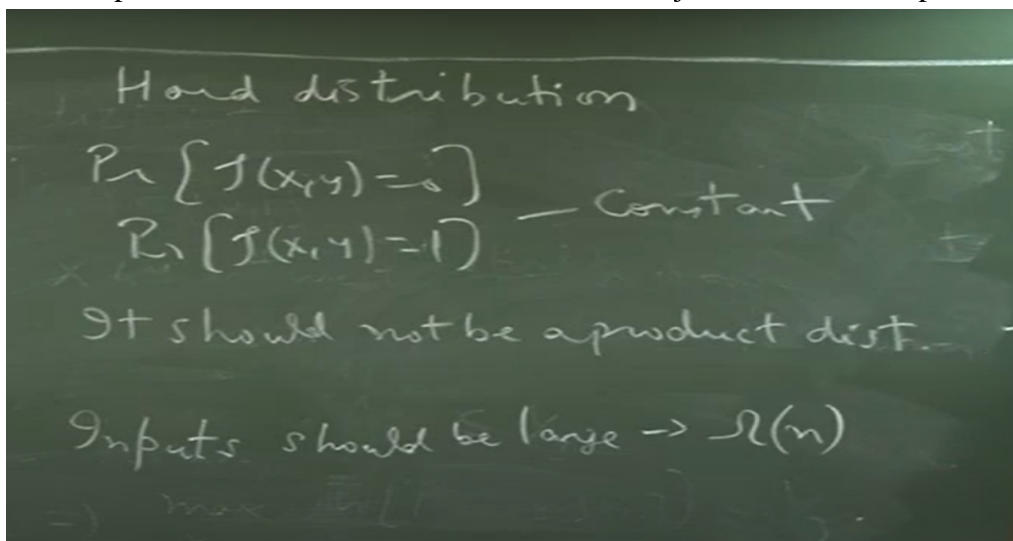 Hard distribution
Pr [f(x,y)=0]
Pr [f(x,y)=1] — Constant
It should not be a product dist.
Inputs should be large → Ω(n)